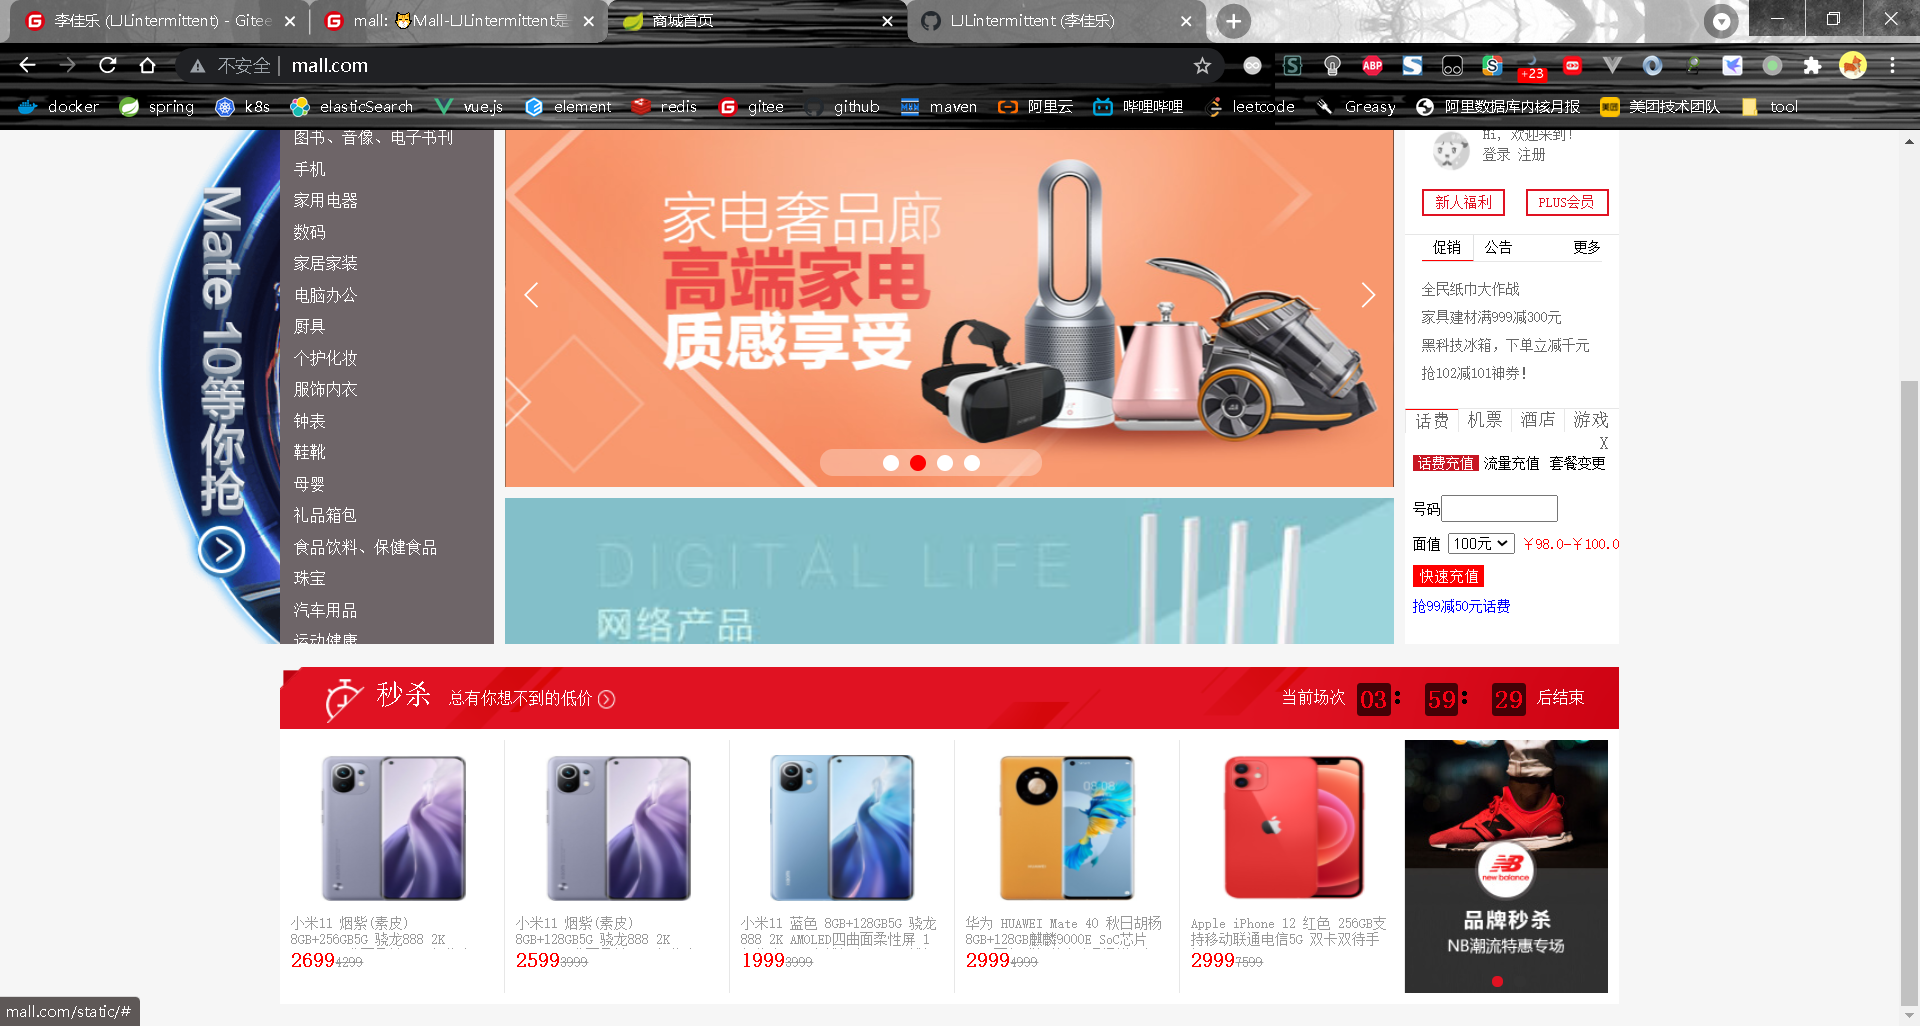 李佳乐 (LJLintermittent) - Gitee
mall: Mall-LJLintermittent是
商城首页
LJLintermittent (李佳乐)
不安全 | mall.com
ABP
+23
docker
spring
k8s
elasticSearch
vue.js
element
redis
gitee
github
maven
阿里云
哔哩哔哩
leetcode
Greasy
阿里数据库内核月报
美团技术团队
tool
Mate 10等你抢
图书、音像、电子书刊
手机
家用电器
数码
家居家装
电脑办公
厨具
个护化妆
服饰内衣
钟表
鞋靴
母婴
礼品箱包
食品饮料、保健食品
珠宝
汽车用品
运动健康
家电奢品廊
高端家电
质感享受
DIGITAL LIFE
网络产品
Hi, 欢迎来到!
登录 注册
新人福利
PLUS会员
促销 公告 更多
全民纸巾大作战
家具建材满999减300元
黑科技冰箱，下单立减千元
抢102减101神券!
话费 机票 酒店 游戏
X
话费充值 流量充值 套餐变更
号码
面值 100元 ￥98.0-￥100.0
快速充值
抢99减50元话费
秒杀 总有你想不到的低价
当前场次 03: 59: 29 后结束
小米11 烟紫(素皮)
8GB+256GB5G 骁龙888 2K
2699 4299
小米11 烟紫(素皮)
8GB+128GB5G 骁龙888 2K
2599 3999
小米11 蓝色 8GB+128GB5G 骁龙
888 2K AMOLED四曲面柔性屏 1
1999 3999
华为 HUAWEI Mate 40 秋日胡杨
8GB+128GB麒麟9000E SoC芯片
2999 4999
Apple iPhone 12 红色 256GB支
持移动联通电信5G 双卡双待手
2999 7599
new balance
品牌秒杀
NB潮流特惠专场
mall.com/static/#